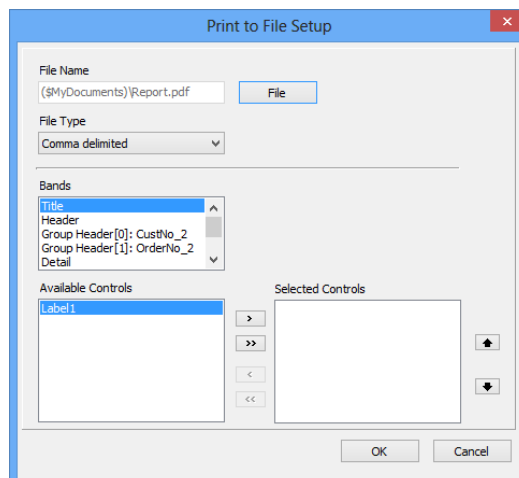 Print to File Setup
File Name
($MyDocuments)\Report.pdf
File
File Type
Comma delimited
Bands
Title
Header
Group Header[0]: CustNo_2
Group Header[1]: OrderNo_2
Detail
Available Controls
Selected Controls
Label1
>
>>
<
<<
OK
Cancel